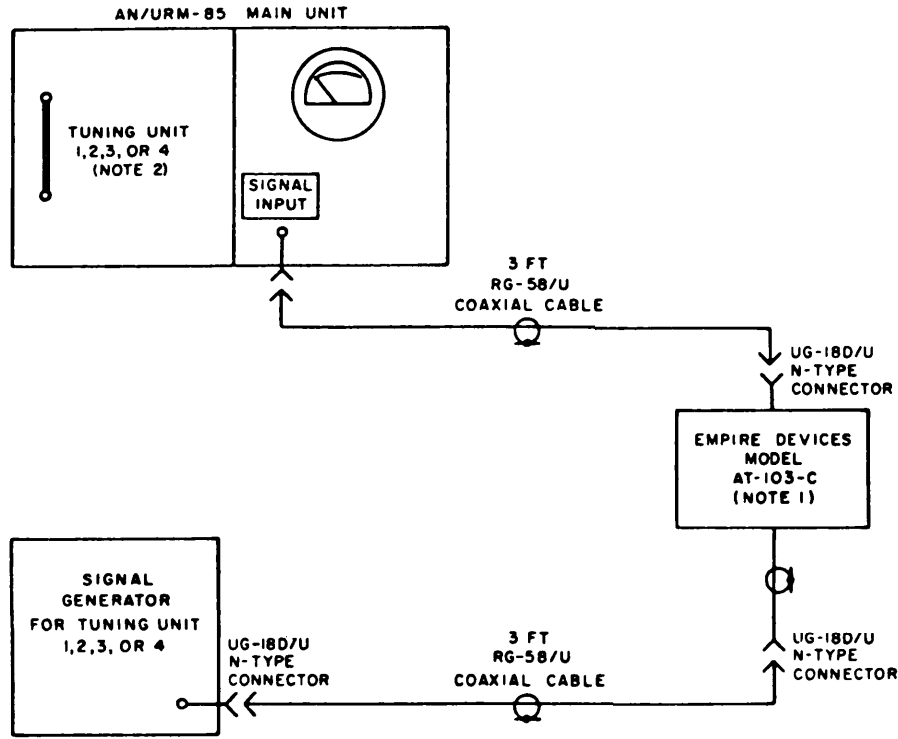 AN/URM-85 MAIN UNIT
TUNING UNIT
1,2,3, OR 4
(NOTE 2)
SIGNAL
INPUT
3 FT
RG-58/U
COAXIAL CABLE
UG-18D/U
N-TYPE
CONNECTOR
EMPIRE DEVICES
MODEL
AT-103-C
(NOTE 1)
SIGNAL
GENERATOR
FOR TUNING UNIT
1,2,3, OR 4
UG-18D/U
N-TYPE
CONNECTOR
3 FT
RG-58/U
COAXIAL CABLE
UG-18D/U
N-TYPE
CONNECTOR